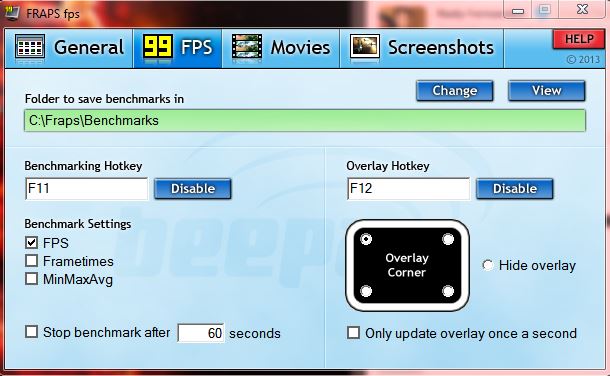 FRAPS fps
General
99 FPS
Movies
Screenshots
HELP
© 2013
Folder to save benchmarks in
Change
View
C:\Fraps\Benchmarks
Benchmarking Hotkey
F11
Disable
Overlay Hotkey
F12
Disable
Benchmark Settings
FPS
Frametimes
MinMaxAvg
Overlay
Corner
Hide overlay
Stop benchmark after 60 seconds
Only update overlay once a second